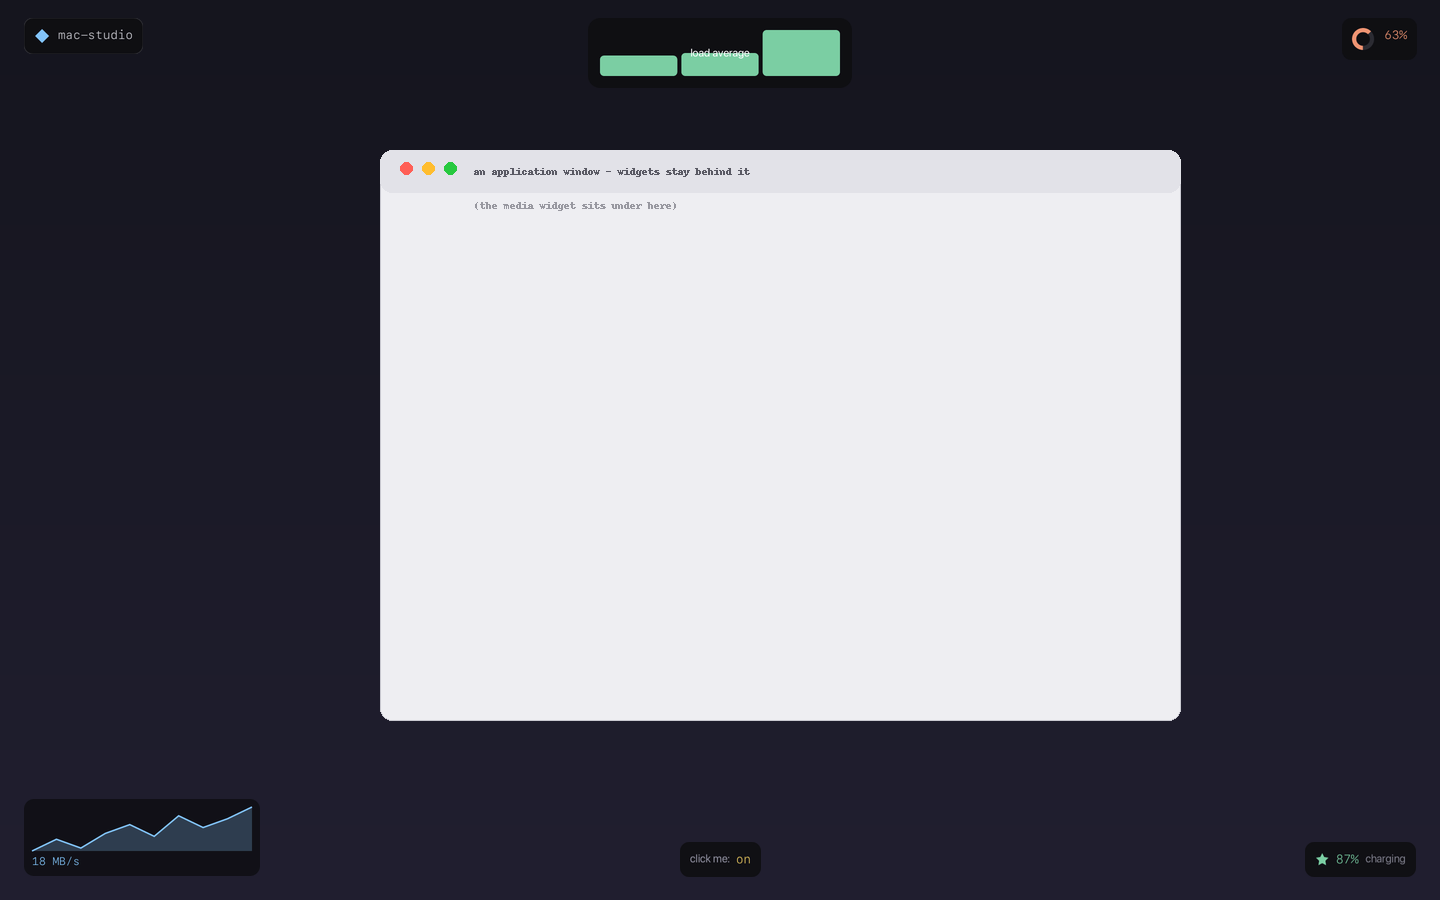 mac-studio
load average
63%
an application window - widgets stay behind it
(the media widget sits under here)
18 MB/s
click me: on
87% charging